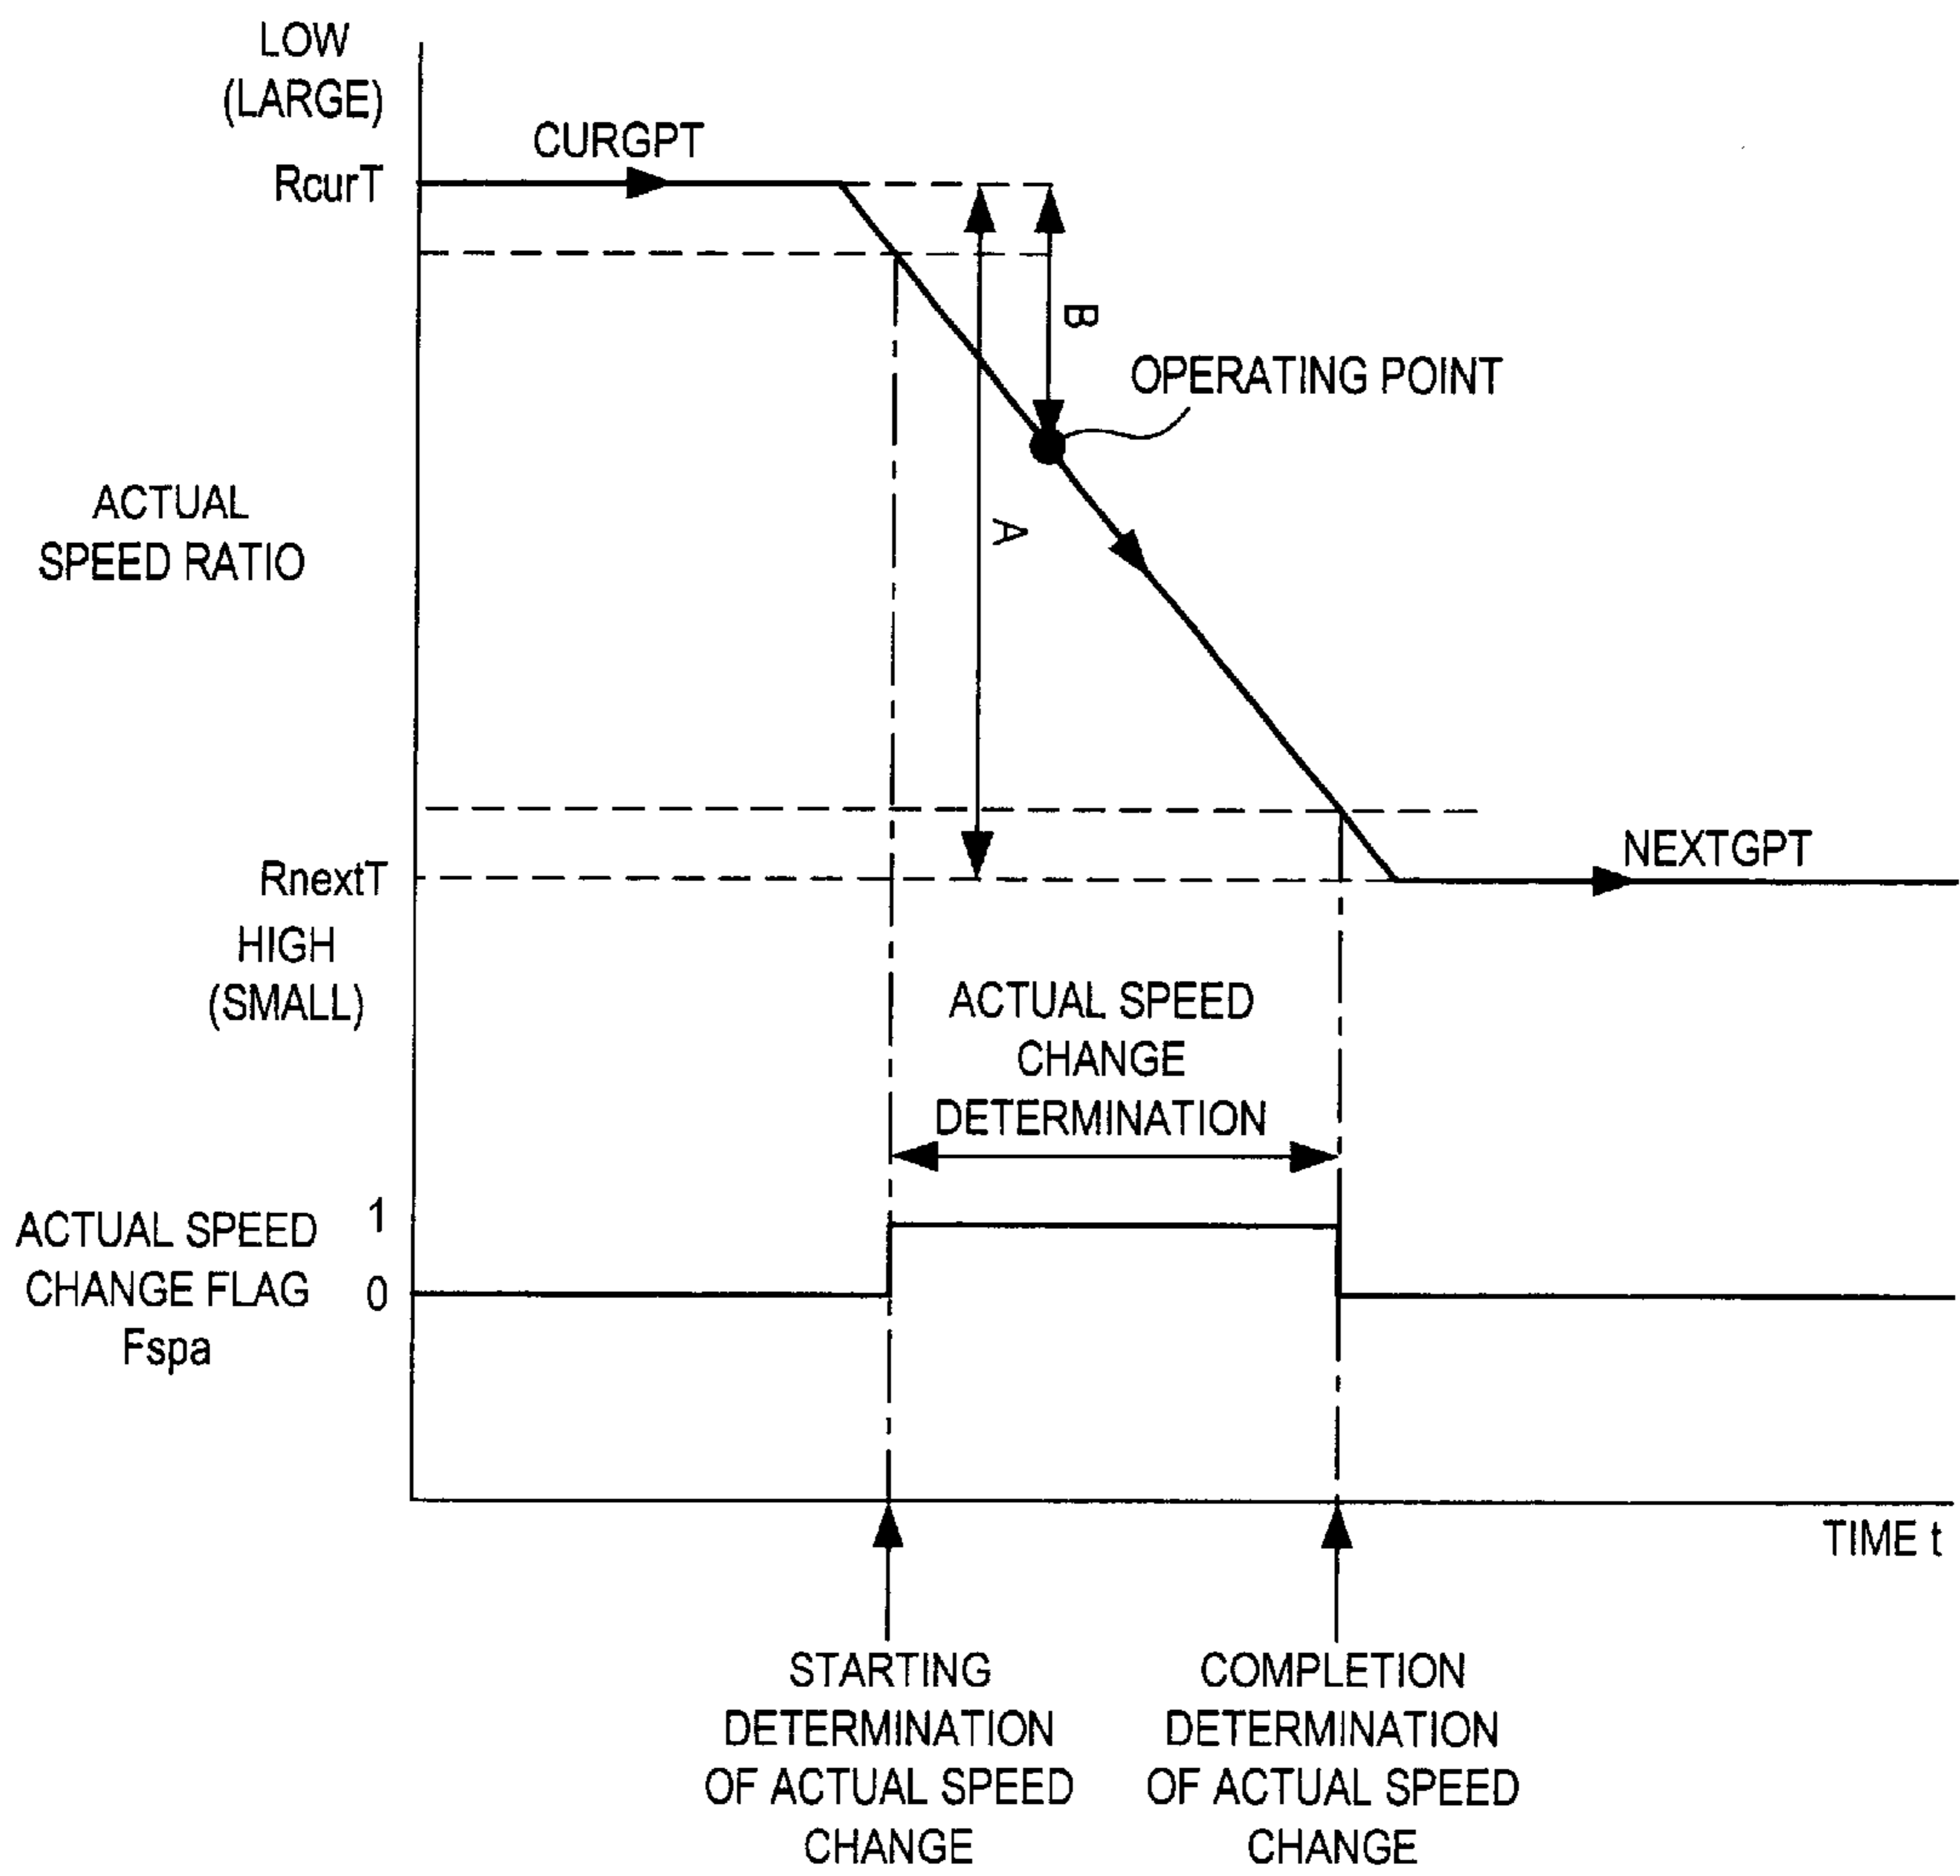 LOW
(LARGE)
CURGPT
RcurT
B
OPERATING POINT
ACTUAL
SPEED RATIO
A
NEXTGPT
RnextT
HIGH
(SMALL)
ACTUAL SPEED
CHANGE
DETERMINATION
ACTUAL SPEED
CHANGE FLAG
Fspa
1
0
TIME t
STARTING
DETERMINATION
OF ACTUAL SPEED
CHANGE
COMPLETION
DETERMINATION
OF ACTUAL SPEED
CHANGE